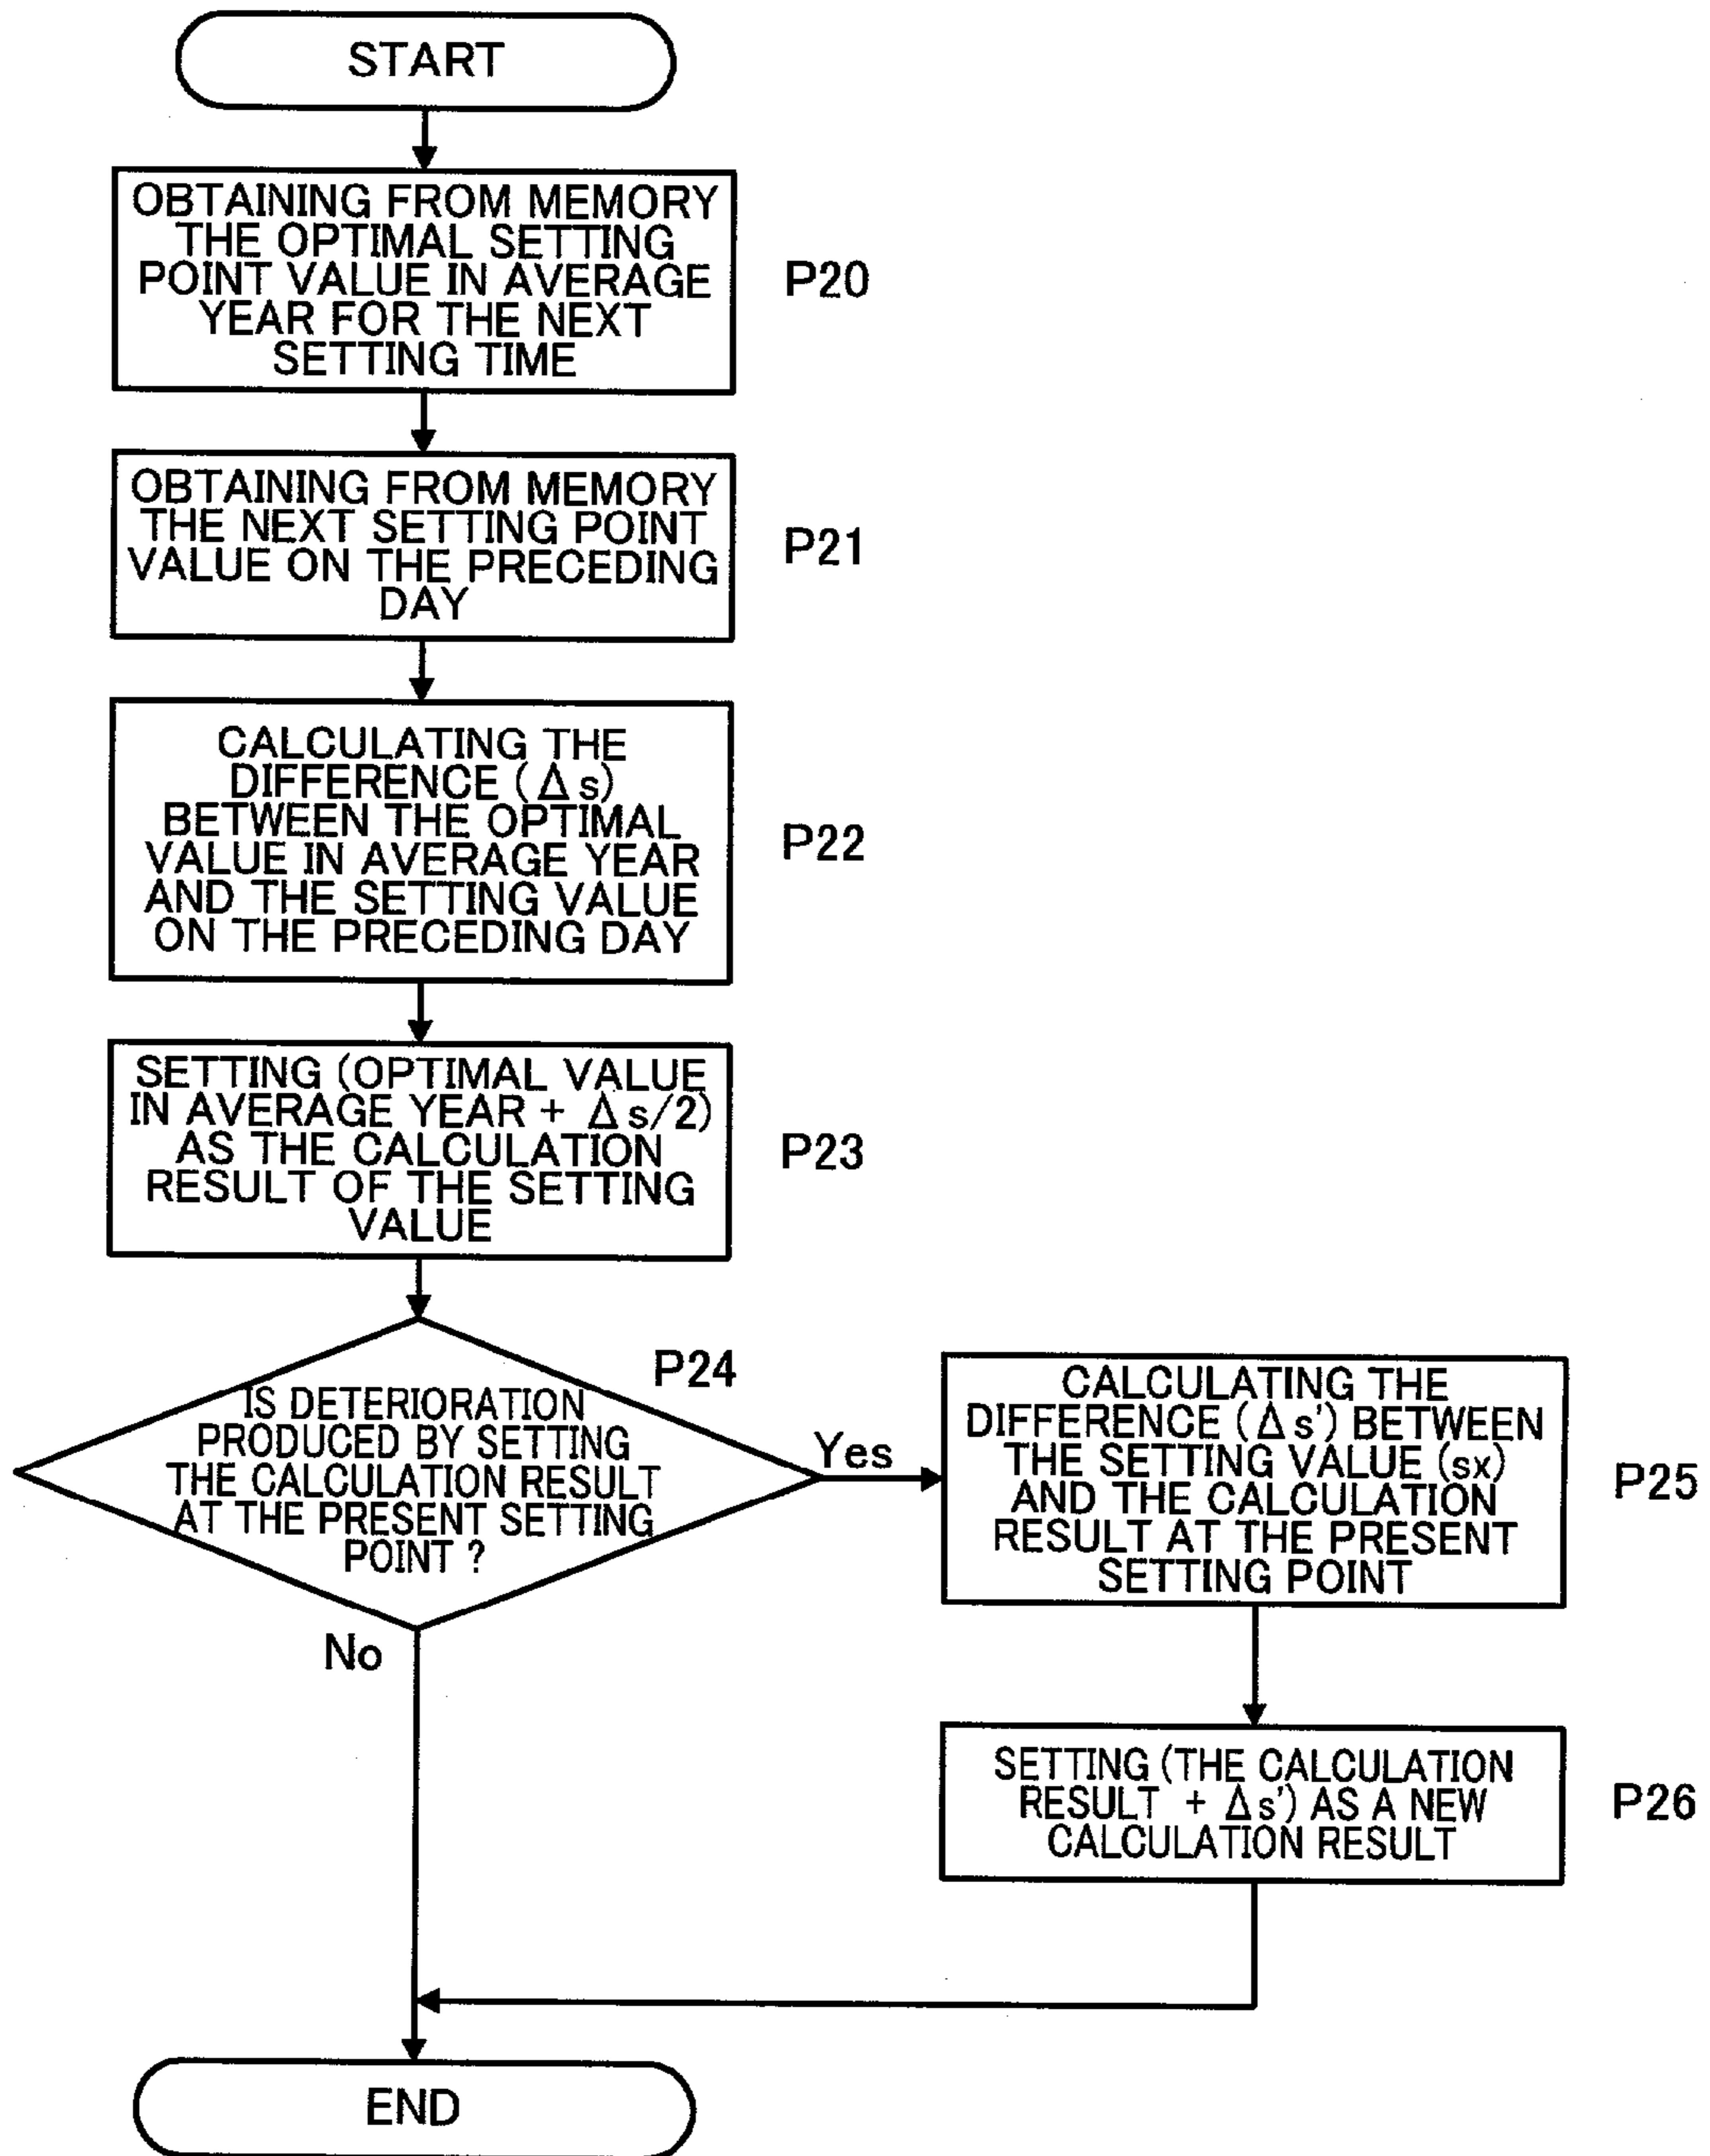 START
OBTAINING FROM MEMORY
THE OPTIMAL SETTING
POINT VALUE IN AVERAGE
YEAR FOR THE NEXT
SETTING TIME
P20
OBTAINING FROM MEMORY
THE NEXT SETTING POINT
VALUE ON THE PRECEDING
DAY
P21
CALCULATING THE
DIFFERENCE (Δs)
BETWEEN THE OPTIMAL
VALUE IN AVERAGE YEAR
AND THE SETTING VALUE
ON THE PRECEDING DAY
P22
SETTING (OPTIMAL VALUE
IN AVERAGE YEAR + Δs/2)
AS THE CALCULATION
RESULT OF THE SETTING
VALUE
P23
P24
IS DETERIORATION
PRODUCED BY SETTING
THE CALCULATION RESULT
AT THE PRESENT SETTING
POINT ?
Yes
No
CALCULATING THE
DIFFERENCE (Δs') BETWEEN
THE SETTING VALUE (sx)
AND THE CALCULATION
RESULT AT THE PRESENT
SETTING POINT
P25
SETTING (THE CALCULATION
RESULT + Δs') AS A NEW
CALCULATION RESULT
P26
END